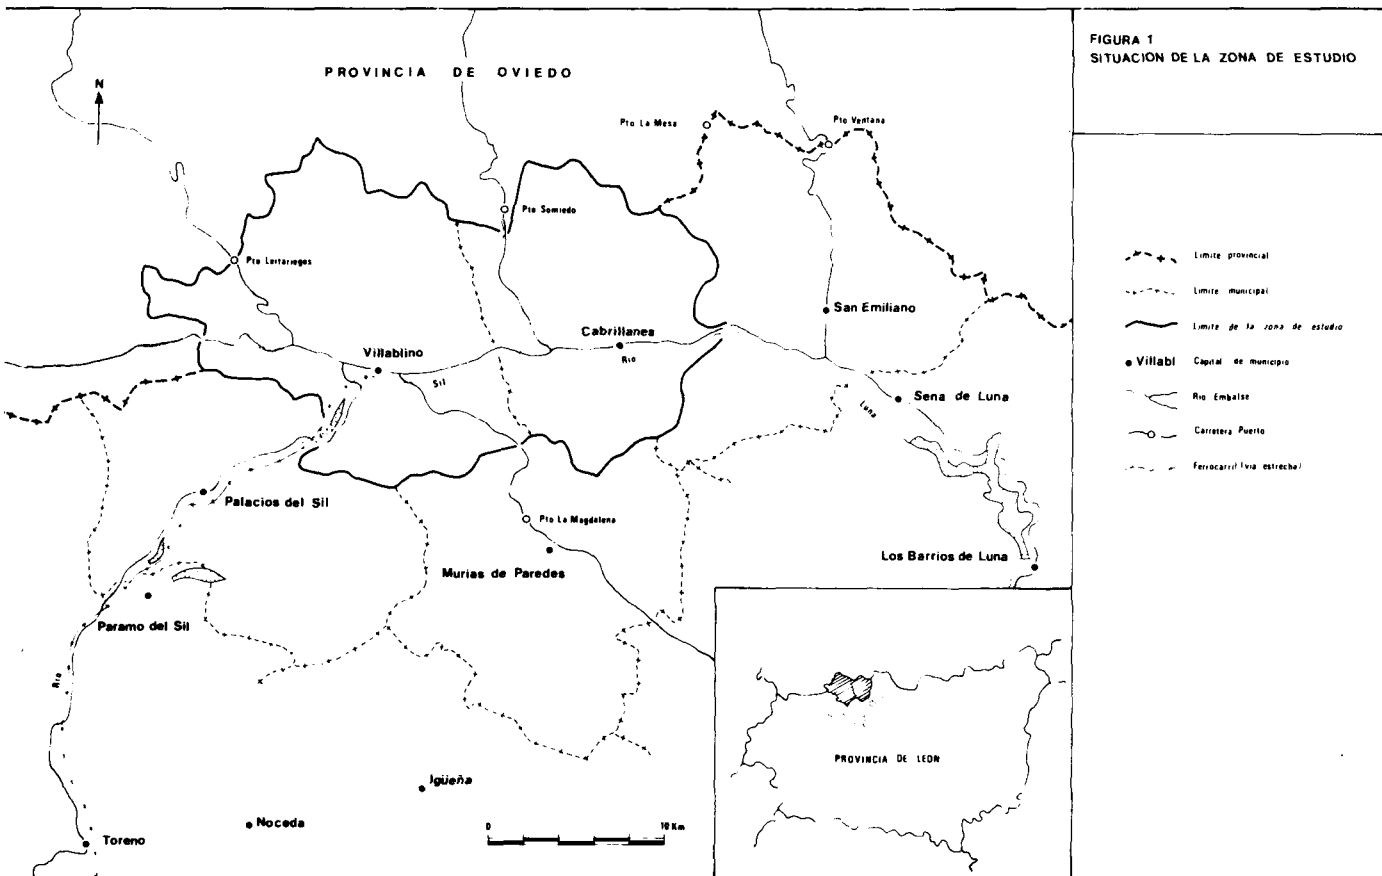 FIGURA 1
SITUACION DE LA ZONA DE ESTUDIO
PROVINCIA DE OVIEDO
N
Pto La Mesa
Pto Ventana
Pto Somiedo
Pto Leitariegos
San Emiliano
Cabrillanes
Rio
Villablino
Sil
Sena de Luna
Luna
Palacios del Sil
Pto La Magdalena
Los Barrios de Luna
Murias de Paredes
Paramo del Sil
Rio
Igüeña
Noceda
Toreno
0
10 Km
PROVINCIA DE LEON
Limite provincial
Limite municipal
Limite de la zona de estudio
Villabl
Capital de municipio
Rio Embalse
Carretera Puerto
Ferrocarril (via estrecha)